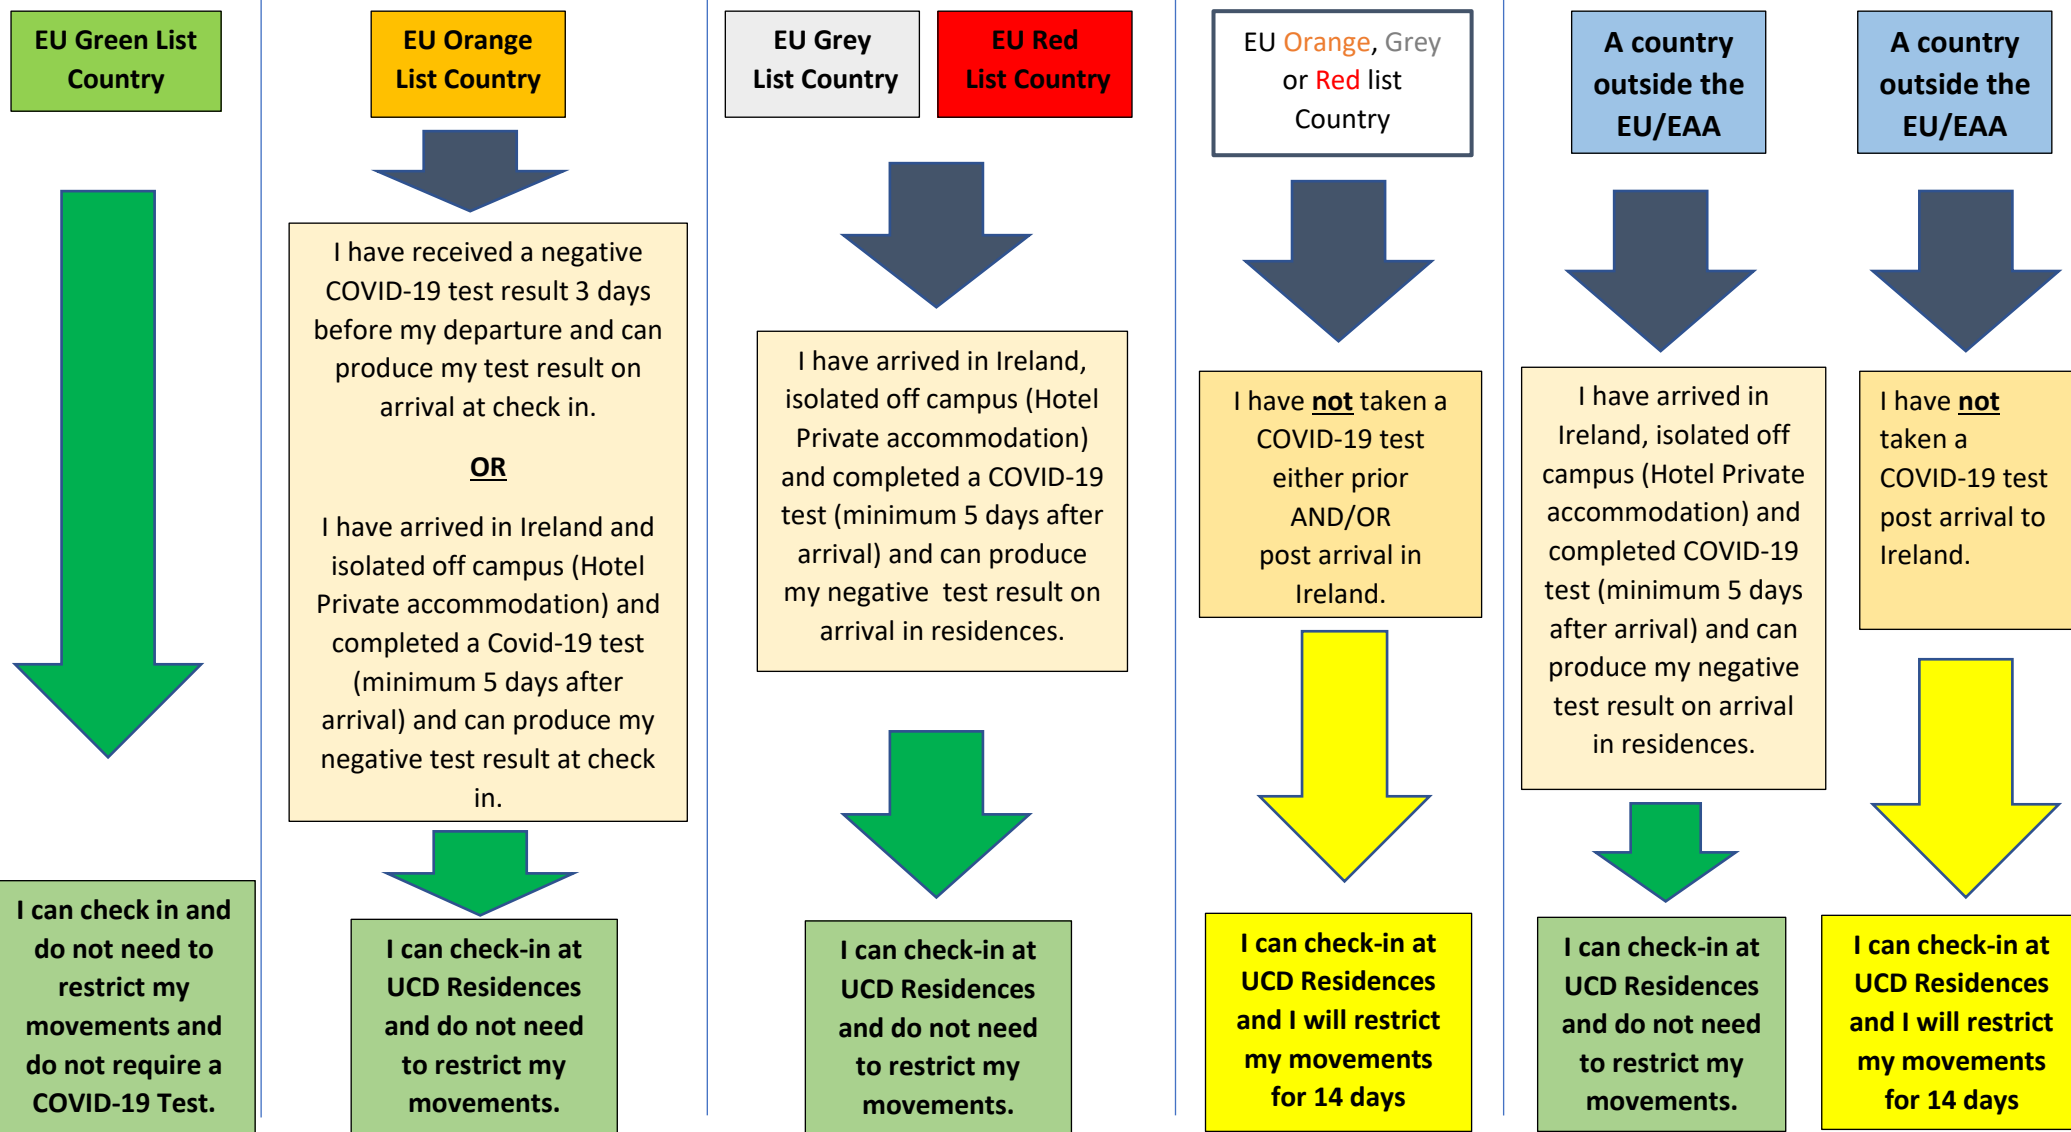 EU Green List
Country
I can check in and
do not need to
restrict my
movements and
do not require a
COVID-19 Test.
EU Orange
List Country
I have received a negative
COVID-19 test result 3 days
before my departure and can
produce my test result on
arrival at check in.
OR
I have arrived in Ireland and
isolated off campus (Hotel
Private accommodation) and
completed a Covid-19 test
(minimum 5 days after
arrival) and can produce my
negative test result at check
in.
I can check-in at
UCD Residences
and do not need
to restrict my
movements.
EU Grey
List Country
EU Red
List Country
I have arrived in Ireland,
isolated off campus (Hotel
Private accommodation)
and completed a COVID-19
test (minimum 5 days after
arrival) and can produce
my negative  test result on
arrival in residences.
I can check-in at
UCD Residences
and do not need
to restrict my
movements.
EU Orange, Grey
or Red list
Country
I have not taken a
COVID-19 test
either prior
AND/OR
post arrival in
Ireland.
I can check-in at
UCD Residences
and I will restrict
my movements
for 14 days
A country
outside the
EU/EAA
I have arrived in
Ireland, isolated off
campus (Hotel Private
accommodation) and
completed COVID-19
test (minimum 5 days
after arrival) and can
produce my negative
test result on arrival
in residences.
I can check-in at
UCD Residences
and do not need
to restrict my
movements.
A country
outside the
EU/EAA
I have not
taken a
COVID-19 test
post arrival to
Ireland.
I can check-in at
UCD Residences
and I will restrict
my movements
for 14 days